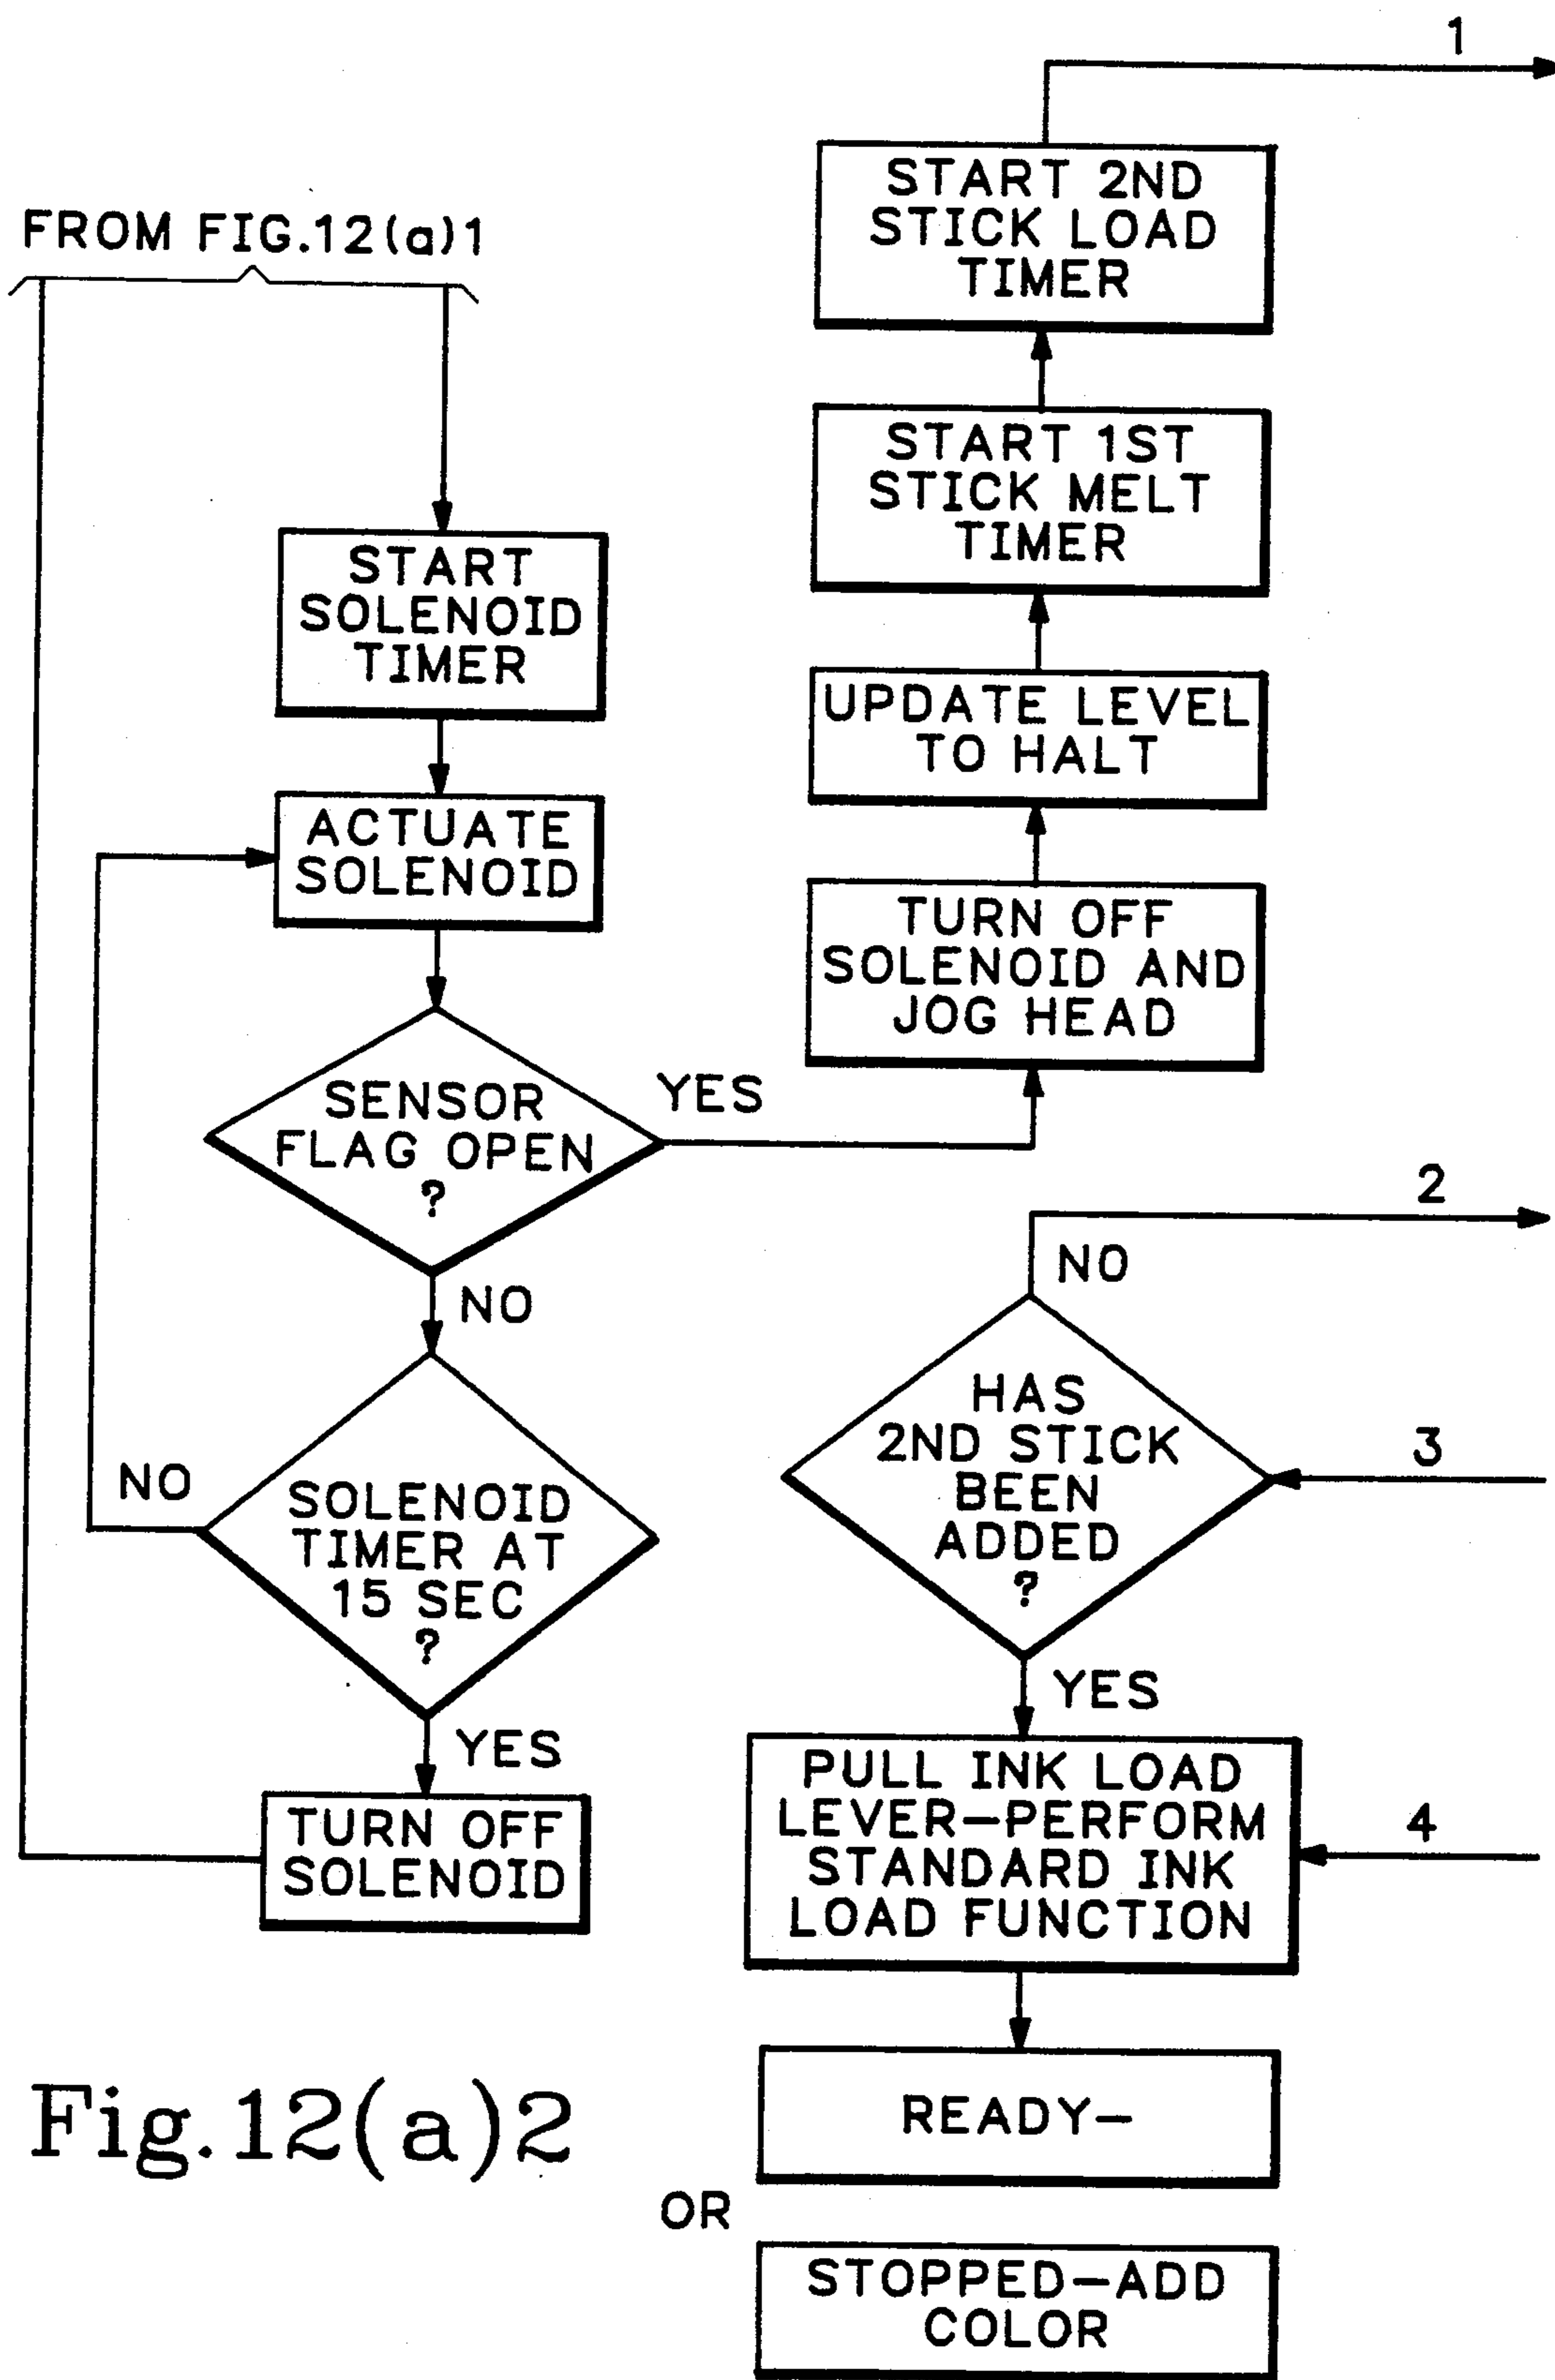 FROM FIG.12(a)1
START
SOLENOID
TIMER
ACTUATE
SOLENOID
SENSOR
FLAG OPEN
?
YES
NO
SOLENOID
TIMER AT
15 SEC
?
NO
YES
TURN OFF
SOLENOID
1
START 2ND
STICK LOAD
TIMER
START 1ST
STICK MELT
TIMER
UPDATE LEVEL
TO HALT
TURN OFF
SOLENOID AND
JOG HEAD
2
NO
HAS
2ND STICK
BEEN
ADDED
?
3
YES
PULL INK LOAD
LEVER–PERFORM
STANDARD INK
LOAD FUNCTION
4
READY–
OR
STOPPED–ADD
COLOR
Fig.12(a)2